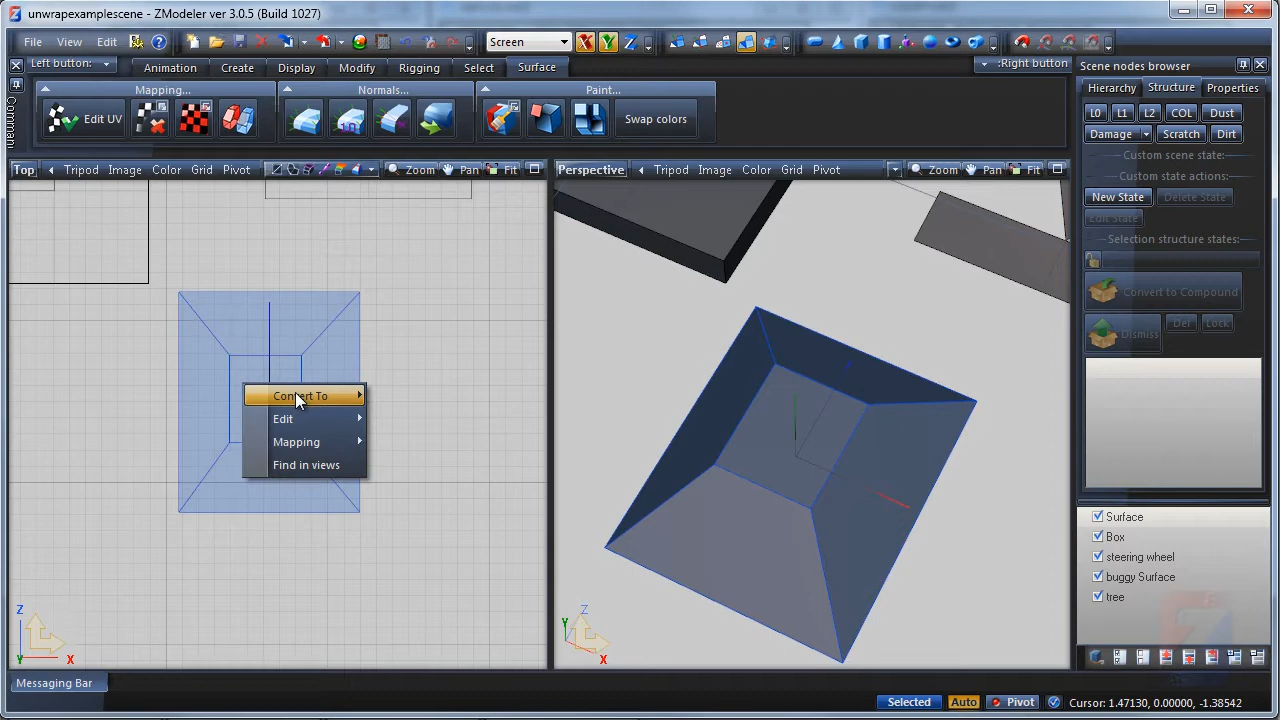 unwrapexamplescene - ZModeler ver 3.0.5 (Build 1027)
File View Edit
Screen
X Y Z
Left button:
Animation Create Display Modify Rigging Select Surface
:Right button
Mapping... Normals... Paint...
Edit UV
Swap colors
Top Tripod Image Color Grid Pivot Zoom Pan Fit
Perspective Tripod Image Color Grid Pivot Zoom Pan Fit
Convert To
Edit
Mapping
Find in views
Z
Y X
Z
Y
X
Scene nodes browser
Hierarchy Structure Properties
L0 L1 L2 COL Dust
Damage Scratch Dirt
Custom scene state:
Custom state actions:
New State Delete State
Edit State
Selection structure states:
Convert to Compound
Dismiss Del Lock
Surface
Box
steering wheel
buggy Surface
tree
Messaging Bar
Selected Auto Pivot Cursor: 1.47130, 0.00000, -1.38542